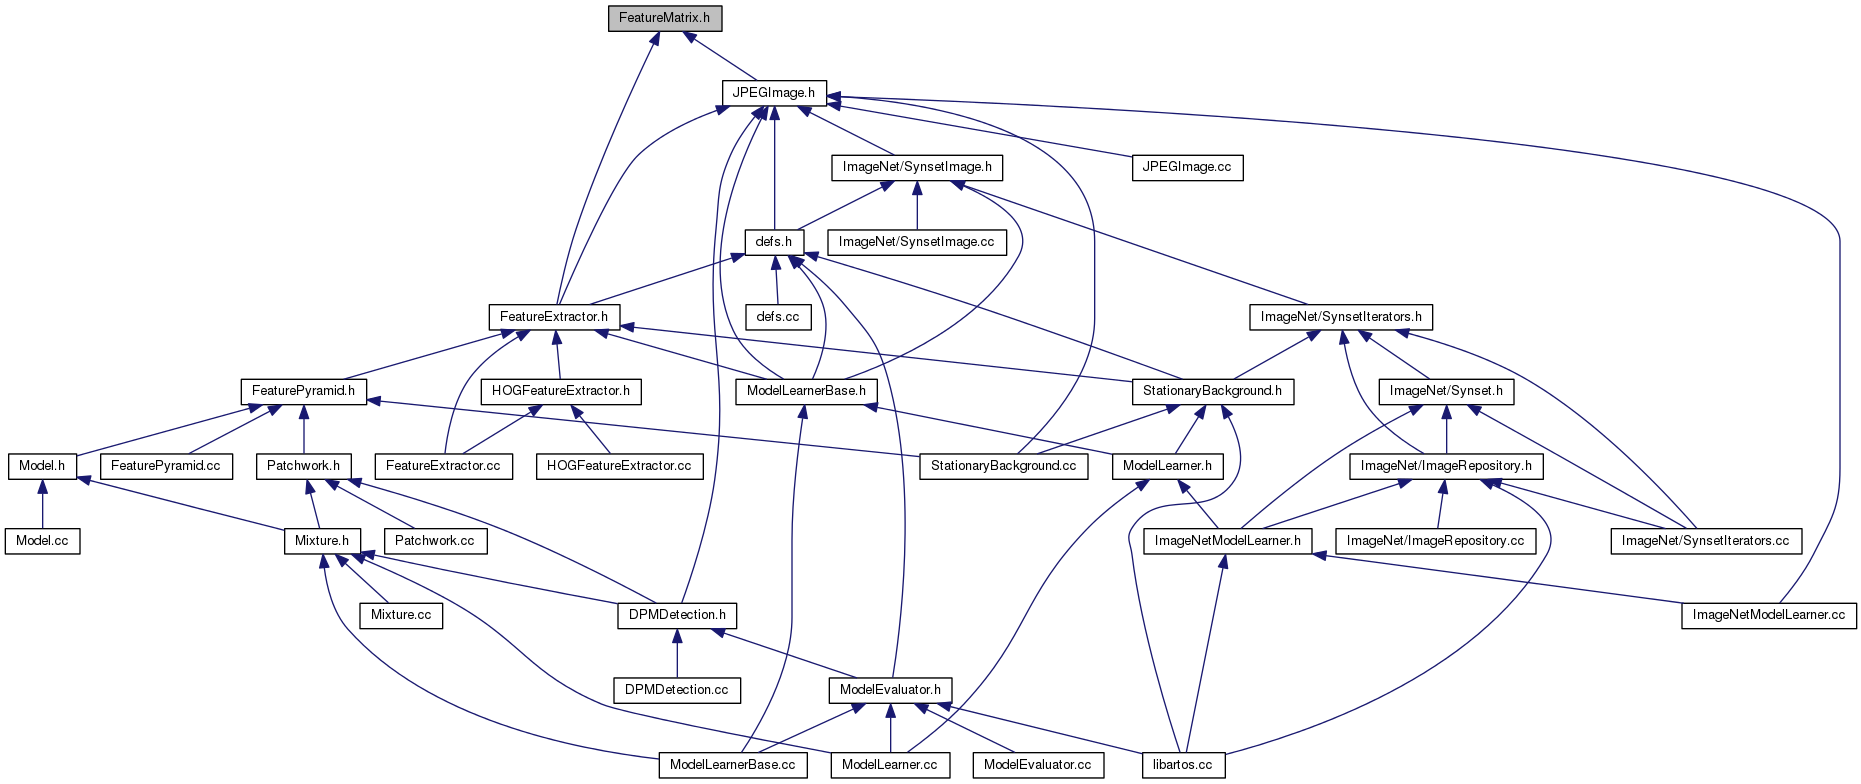 FeatureMatrix.h
JPEGImage.h
ImageNet/SynsetImage.h
JPEGImage.cc
defs.h
ImageNet/SynsetImage.cc
FeatureExtractor.h
defs.cc
ImageNet/SynsetIterators.h
FeaturePyramid.h
HOGFeatureExtractor.h
ModelLearnerBase.h
StationaryBackground.h
ImageNet/Synset.h
Model.h
FeaturePyramid.cc
Patchwork.h
FeatureExtractor.cc
HOGFeatureExtractor.cc
StationaryBackground.cc
ModelLearner.h
ImageNet/ImageRepository.h
Model.cc
Mixture.h
Patchwork.cc
ImageNetModelLearner.h
ImageNet/ImageRepository.cc
ImageNet/SynsetIterators.cc
Mixture.cc
DPMDetection.h
ImageNetModelLearner.cc
DPMDetection.cc
ModelEvaluator.h
ModelLearnerBase.cc
ModelLearner.cc
ModelEvaluator.cc
libartos.cc